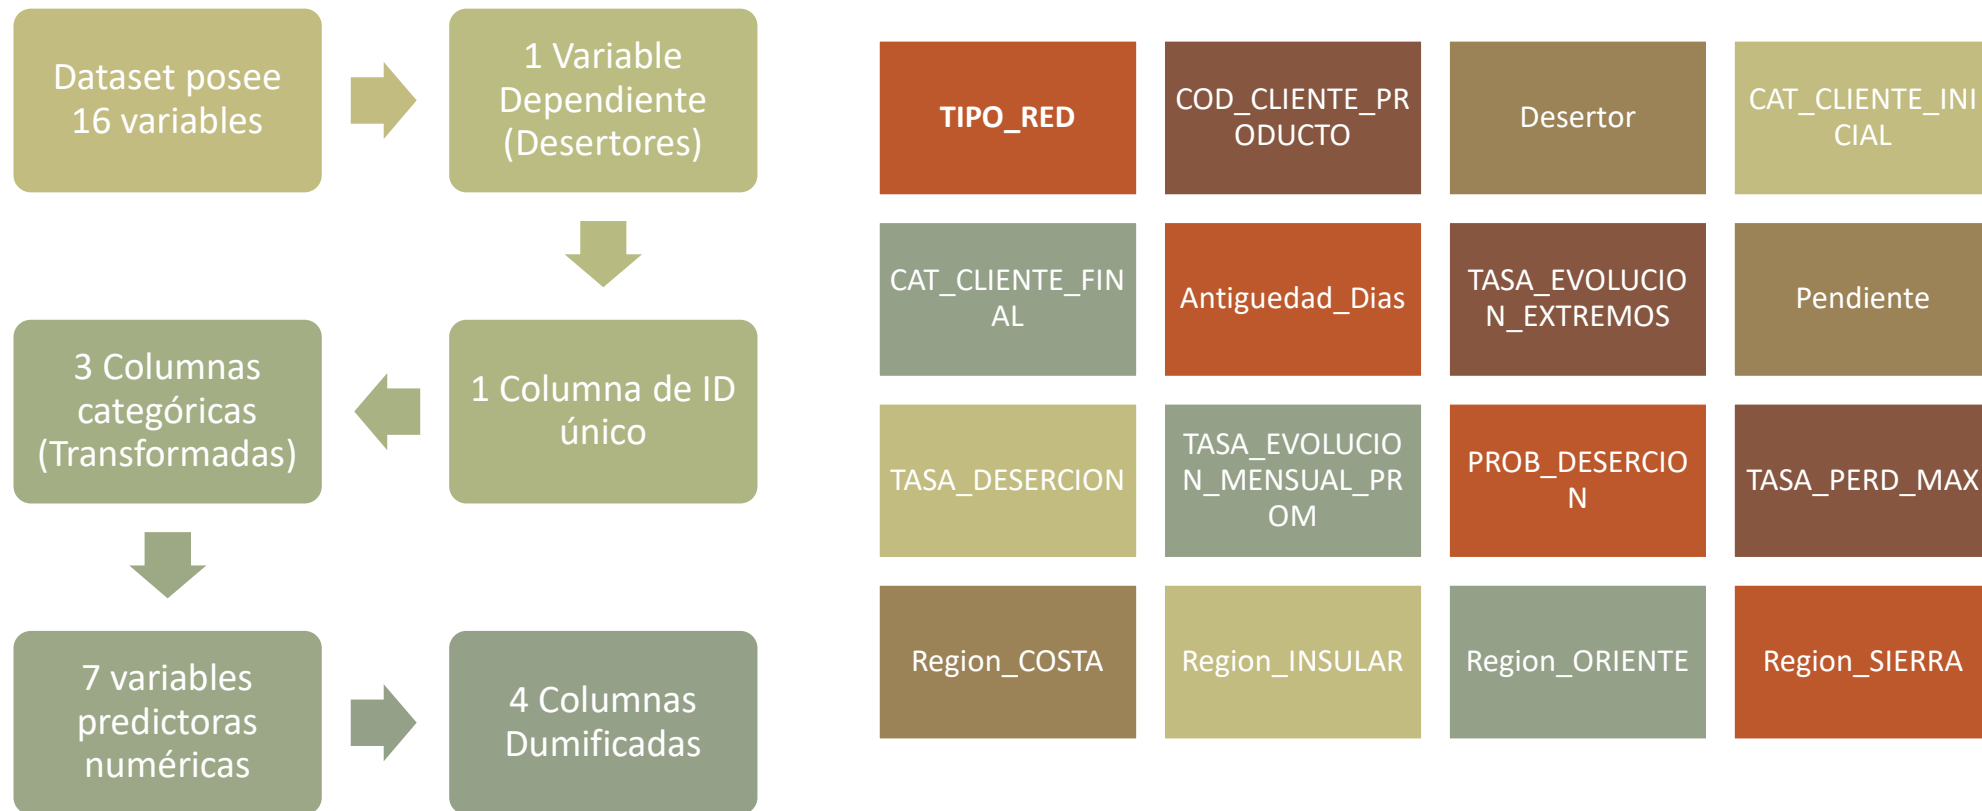 Dataset posee
16 variables
1 Variable
Dependiente
(Desertores)
1 Columna de ID
único
3 Columnas
categóricas
(Transformadas)
7 variables
predictoras
numéricas
4 Columnas
Dumificadas
TIPO_RED
COD_CLIENTE_PR
ODUCTO
Desertor
CAT_CLIENTE_INI
CIAL
CAT_CLIENTE_FIN
AL
Antiguedad_Dias
TASA_EVOLUCIO
N_EXTREMOS
Pendiente
TASA_DESERCION
TASA_EVOLUCIO
N_MENSUAL_PR
OM
PROB_DESERCIO
N
TASA_PERD_MAX
Region_COSTA
Region_INSULAR
Region_ORIENTE
Region_SIERRA